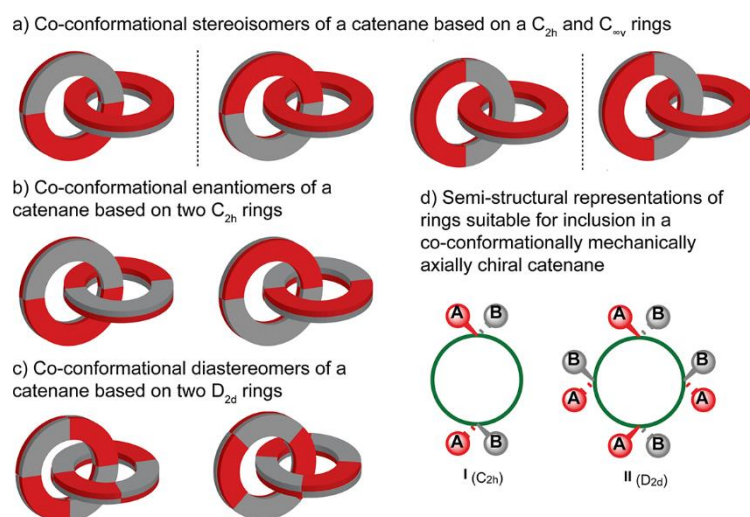 a) Co-conformational stereoisomers of a catenane based on a C2h and C∞v rings
b) Co-conformational enantiomers of a
catenane based on two C2h rings
c) Co-conformational diastereomers of a
catenane based on two D2d rings
d) Semi-structural representations of
rings suitable for inclusion in a
co-conformationally mechanically
axially chiral catenane
A B A B
B B
A A
A B A B
I (C2h) II (D2d)